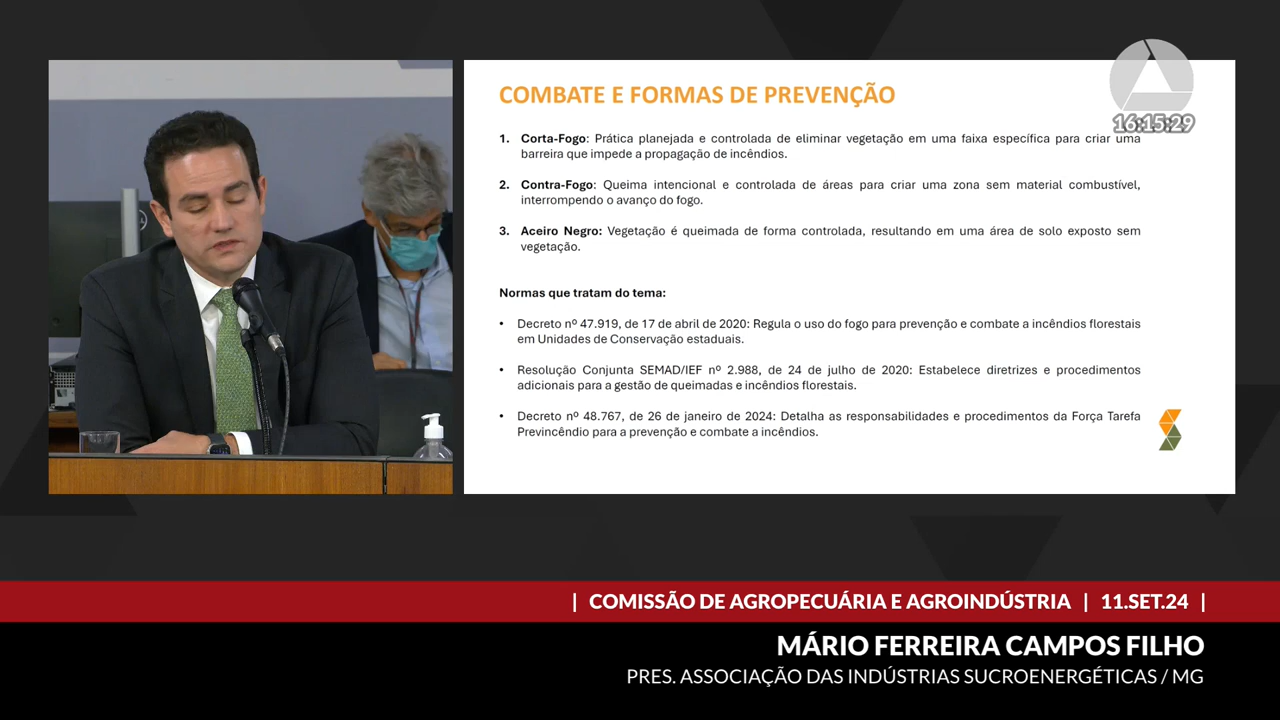 COMBATE E FORMAS DE PREVENÇÃO
16:15:29
1. Corta-Fogo: Prática planejada e controlada de eliminar vegetação em uma faixa específica para criar uma
barreira que impede a propagação de incêndios.
2. Contra-Fogo: Queima intencional e controlada de áreas para criar uma zona sem material combustível,
interrompendo o avanço do fogo.
3. Aceiro Negro: Vegetação é queimada de forma controlada, resultando em uma área de solo exposto sem
vegetação.
Normas que tratam do tema:
• Decreto nº 47.919, de 17 de abril de 2020: Regula o uso do fogo para prevenção e combate a incêndios florestais
em Unidades de Conservação estaduais.
• Resolução Conjunta SEMAD/IEF nº 2.988, de 24 de julho de 2020: Estabelece diretrizes e procedimentos
adicionais para a gestão de queimadas e incêndios florestais.
• Decreto nº 48.767, de 26 de janeiro de 2024: Detalha as responsabilidades e procedimentos da Força Tarefa
Previncêndio para a prevenção e combate a incêndios.
| COMISSÃO DE AGROPECUÁRIA E AGROINDÚSTRIA | 11.SET.24 |
MÁRIO FERREIRA CAMPOS FILHO
PRES. ASSOCIAÇÃO DAS INDÚSTRIAS SUCROENERGÉTICAS / MG